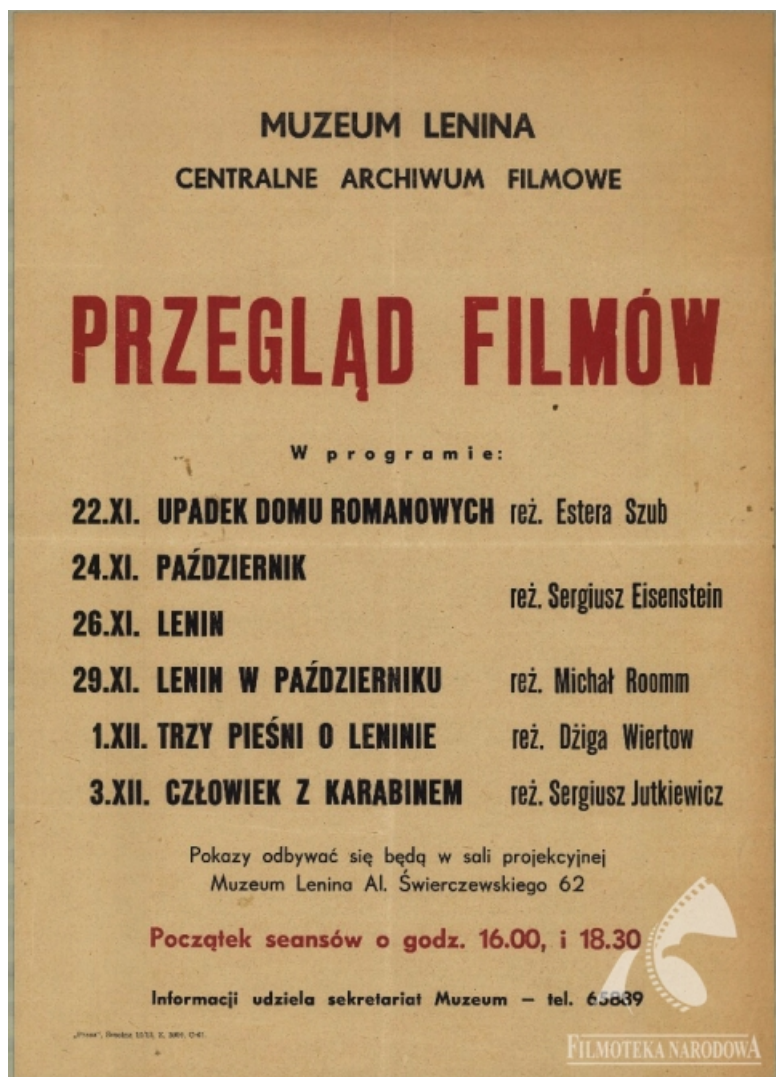 MUZEUM LENINA
CENTRALNE ARCHIWUM FILMOWE
PRZEGLĄD FILMÓW
W programie:
22.XI. UPADEK DOMU ROMANOWYCH reż. Estera Szub
24.XI. PAŹDZIERNIK
reż. Sergiusz Eisenstein
26.XI. LENIN
29.XI. LENIN W PAŹDZIERNIKU reż. Michał Roomm
1.XII. TRZY PIEŚNI O LENINIE reż. Dżiga Wiertow
3.XII. CZŁOWIEK Z KARABINEM reż. Sergiusz Jutkiewicz
Pokazy odbywać się będą w sali projekcyjnej
Muzeum Lenina Al. Świerczewskiego 62
Początek seansów o godz. 16.00, i 18.30
Informacji udziela sekretariat Muzeum — tel. 65889
FILMOTEKA NARODOWA